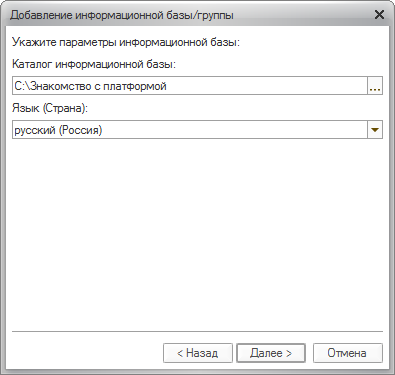 Добавление информационной базы/группы
Укажите параметры информационной базы:
Каталог информационной базы:
C:\Знакомство с платформой
...
Язык (Страна):
русский (Россия)
< Назад
Далее >
Отмена